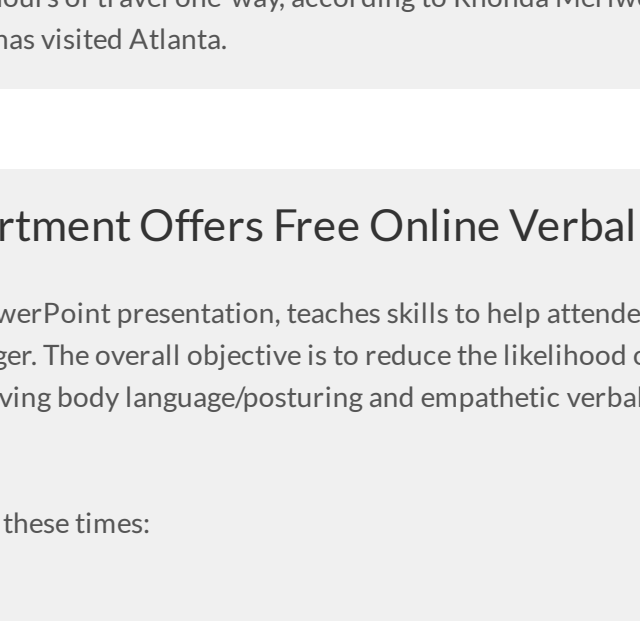 of travel one-way, according to Rhonda
has visited Atlanta.
rtment Offers Free Online Verbal
werPoint presentation, teaches skills to help attende
ger. The overall objective is to reduce the likelihood
ving body language/posturing and empathetic verbal
these times: